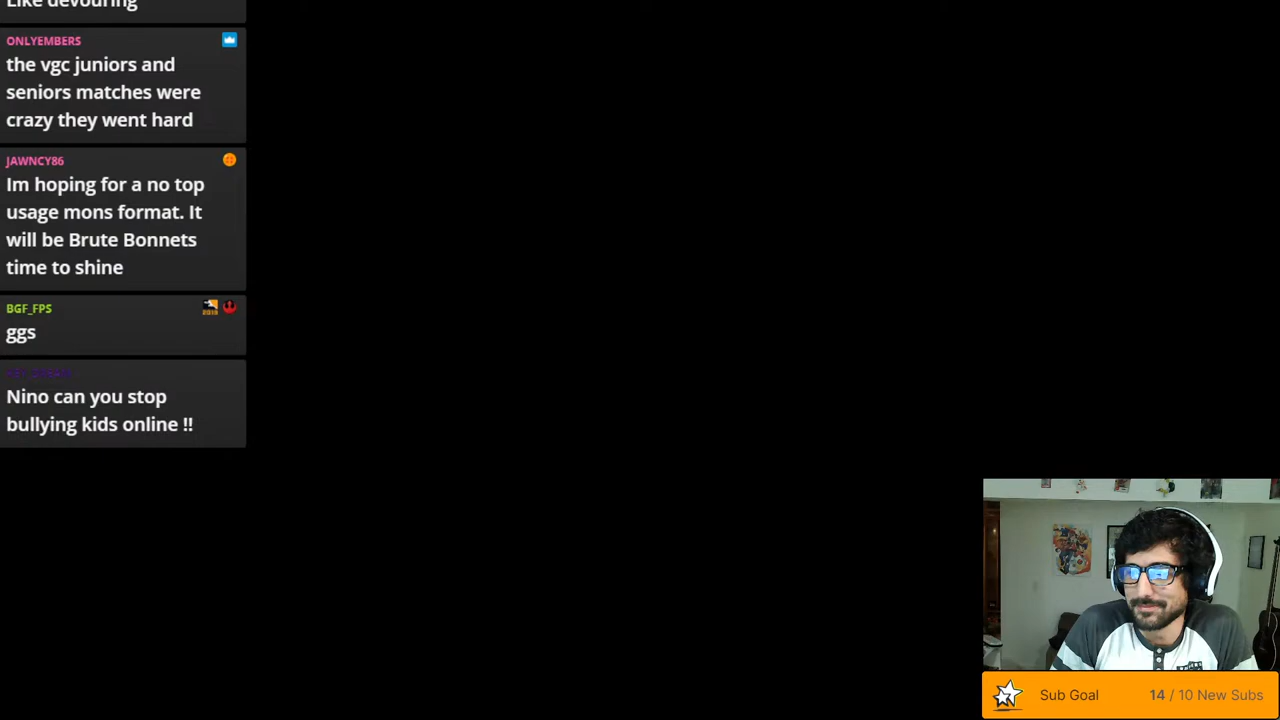 Like devouring
ONLYEMBERS
the vgc juniors and
seniors matches were
crazy they went hard
JAWNCY86
Im hoping for a no top
usage mons format. It
will be Brute Bonnets
time to shine
BGF_FPS
ggs
Nino can you stop
bullying kids online !!
Sub Goal 14 / 10 New Subs